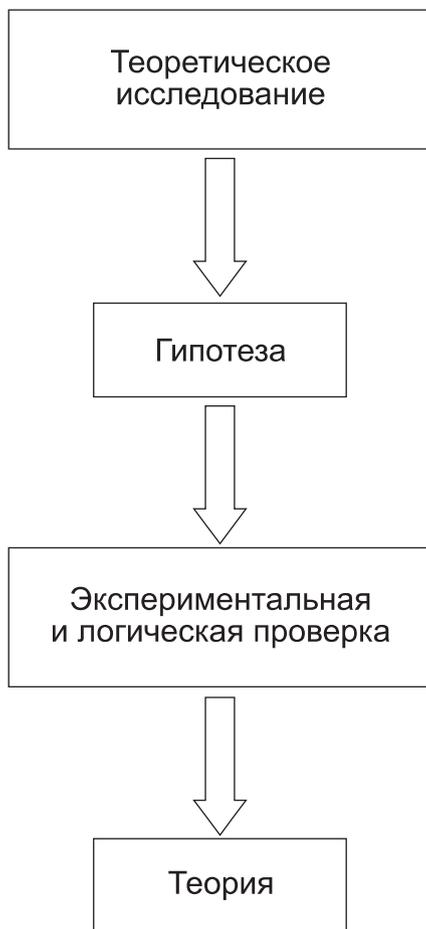 Теоретическое
исследование
Гипотеза
Экспериментальная
и логическая проверка
Теория